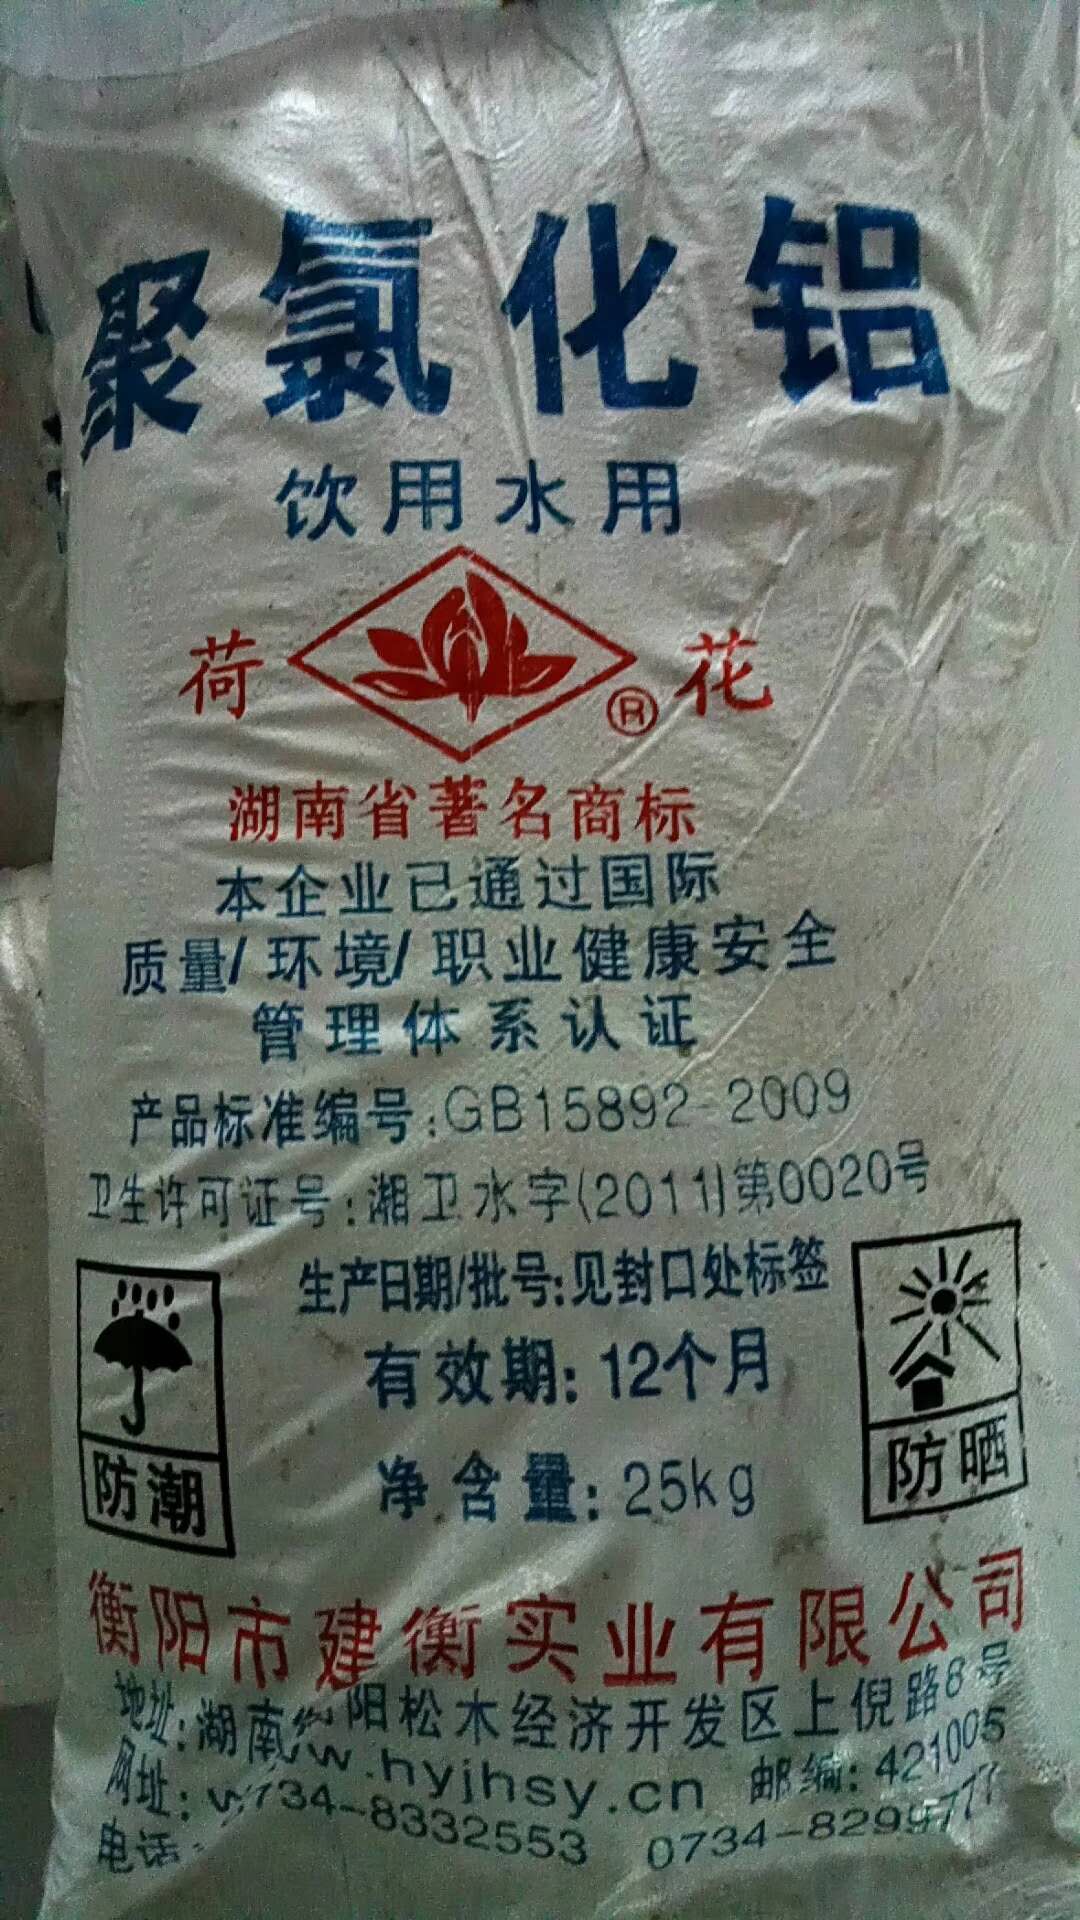 聚氯化铝
饮用水用
荷 ® 花
湖南省著名商标
本企业已通过国际
质量/环境/职业健康安全
管理体系认证
产品标准编号:GB15892-2009
卫生许可证号:湘卫水字(2011)第0020号
生产日期/批号:见封口处标签
有效期:12个月
净含量:25kg
防潮
防晒
衡阳市建衡实业有限公司
地址:湖南 阳松木经济开发区上倪路8号
网址:w w.hyjhsy.cn 邮编:421005
电话: 734-8332553 0734-8299777